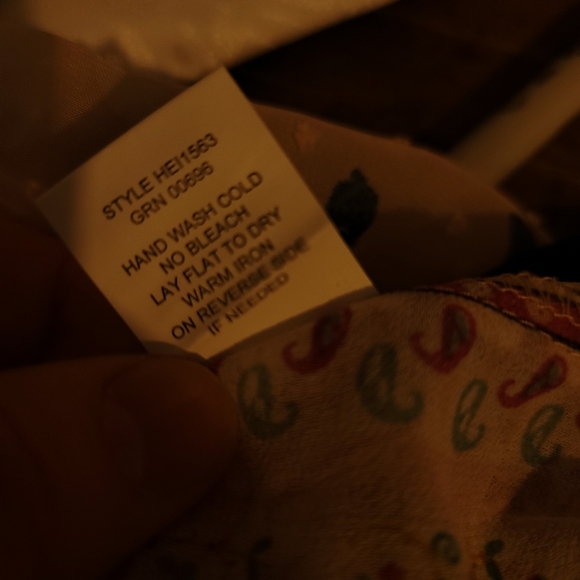 STYLE HEI1563
GRN 00696
HAND WASH COLD
NO BLEACH
LAY FLAT TO DRY
WARM IRON
ON REVERSE SIDE
IF NEEDED